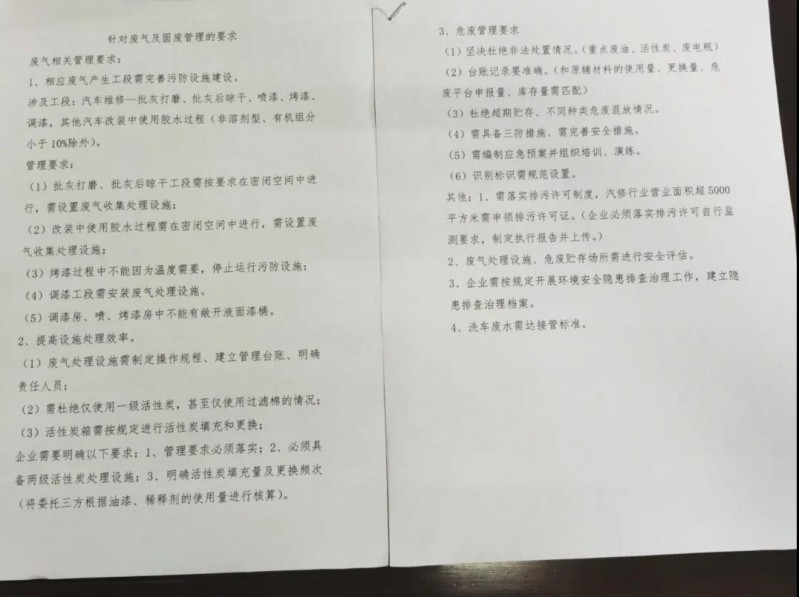 针对废气及固废管理的要求
废气相关管理要求：
1、相应废气产生工段需完善污防设施建设。
涉及工段：汽车维修—批灰打磨、批灰后晾干、喷漆、烤漆、
调漆，其他汽车改装中使用胶水过程（非溶剂型、有机组分
小于10%除外）。
管理要求：
（1）批灰打磨、批灰后晾干工段需按要求在密闭空间中进
行，需设置废气收集处理设施；
（2）改装中使用胶水过程需在密闭空间中进行，需设置废
气收集处理设施；
（3）烤漆过程中不能因为温度需要，停止运行污防设施；
（4）调漆工段需安装废气处理设施。
（5）调漆房、喷、烤漆房中不能有敞开液面漆桶。
2、提高设施处理效率。
（1）废气处理设施需制定操作规程、建立管理台账、明确
责任人员；
（2）需杜绝仅使用一级活性炭，甚至仅使用过滤棉的情况；
（3）活性炭箱需按规定进行活性炭填充和更换；
企业需要明确以下要求：1、管理要求必须落实；2、必须具
备两级活性炭处理设施；3、明确活性炭填充量及更换频次
（将委托三方根据油漆、稀释剂的使用量进行核算）。
3、危废管理要求
（1）坚决杜绝非法处置情况。（重点废油、活性炭、废电瓶）
（2）台账记录要准确。（和原辅材料的使用量、更换量、危
废平台申报量、库存量需匹配）
（3）杜绝超期贮存、不同种类危废混放情况。
（4）需具备三防措施、需完善安全措施。
（5）需编制应急预案并组织培训、演练。
（6）识别标识需规范设置。
其他：1、需落实排污许可制度，汽修行业营业面积超5000
平方米需申领排污许可证。（企业必须落实排污许可自行监
测要求，制定执行报告并上传。）
2、废气处理设施、危废贮存场所需进行安全评估。
3、企业需按规定开展环境安全隐患排查治理工作，建立隐
患排查治理档案。
4、洗车废水需达接管标准。